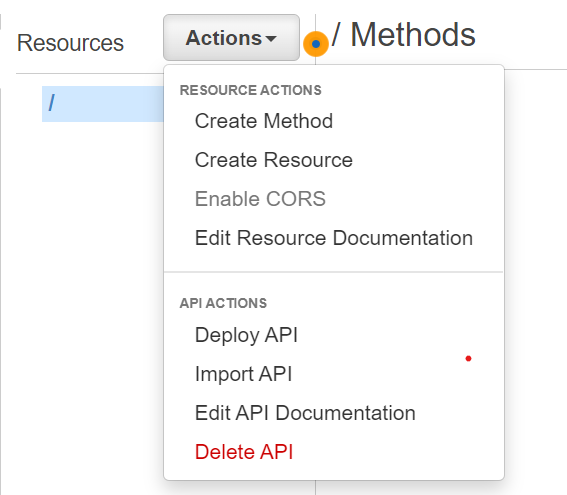 Resources
Actions
/ Methods
/
RESOURCE ACTIONS
Create Method
Create Resource
Enable CORS
Edit Resource Documentation
API ACTIONS
Deploy API
Import API
Edit API Documentation
Delete API